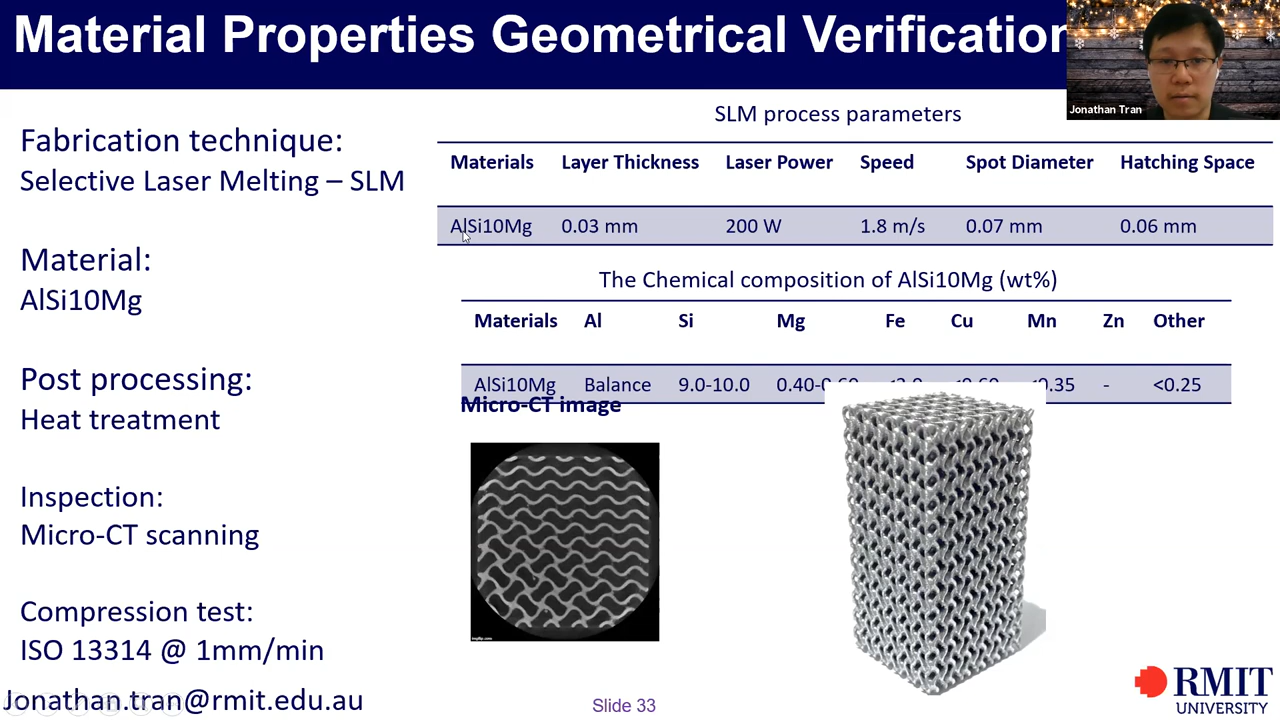 Material Properties Geometrical Verification
Jonathan Tran
Fabrication technique:
Selective Laser Melting – SLM
Material:
AlSi10Mg
Post processing:
Heat treatment
Inspection:
Micro-CT scanning
Compression test:
ISO 13314 @ 1mm/min
Jonathan.tran@rmit.edu.au
SLM process parameters
Materials Layer Thickness Laser Power Speed Spot Diameter Hatching Space
AlSi10Mg 0.03 mm 200 W 1.8 m/s 0.07 mm 0.06 mm
The Chemical composition of AlSi10Mg (wt%)
Materials Al Si Mg Fe Cu Mn Zn Other
AlSi10Mg Balance 9.0-10.0 - <0.25
Micro-CT image
Slide 33
RMIT
UNIVERSITY